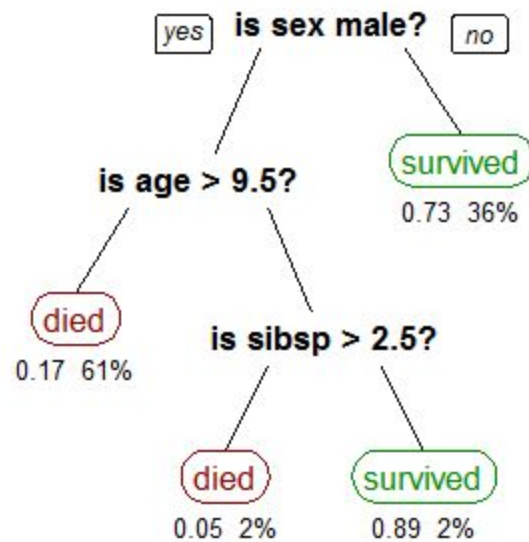 yes is sex male? no
survived
is age > 9.5?
0.73 36%
died
is sibsp > 2.5?
0.17 61%
died survived
0.05 2% 0.89 2%